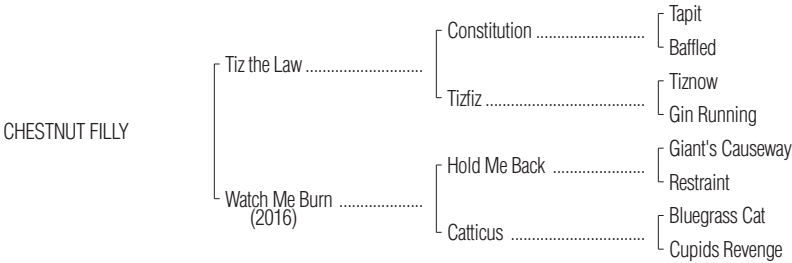 Tapit
Constitution ..........................
Baffled
Tiz the Law ............................
Tiznow
Tizfiz ......................................
Gin Running
CHESTNUT FILLY
Giant's Causeway
Hold Me Back ......................
Restraint
Watch Me Burn ....................
(2016)
Bluegrass Cat
Catticus ................................
Cupids Revenge